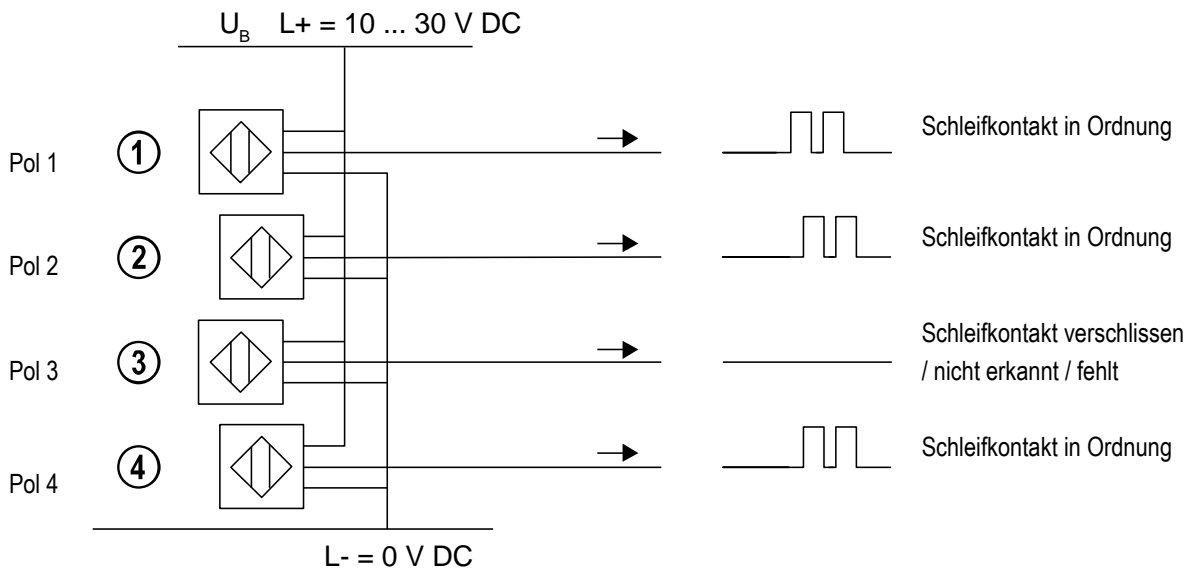 U_B L+ = 10 ... 30 V DC
Pol 1
1
Schleifkontakt in Ordnung
Pol 2
2
Schleifkontakt in Ordnung
Pol 3
3
Schleifkontakt verschlissen
/ nicht erkannt / fehlt
Pol 4
4
Schleifkontakt in Ordnung
L- = 0 V DC